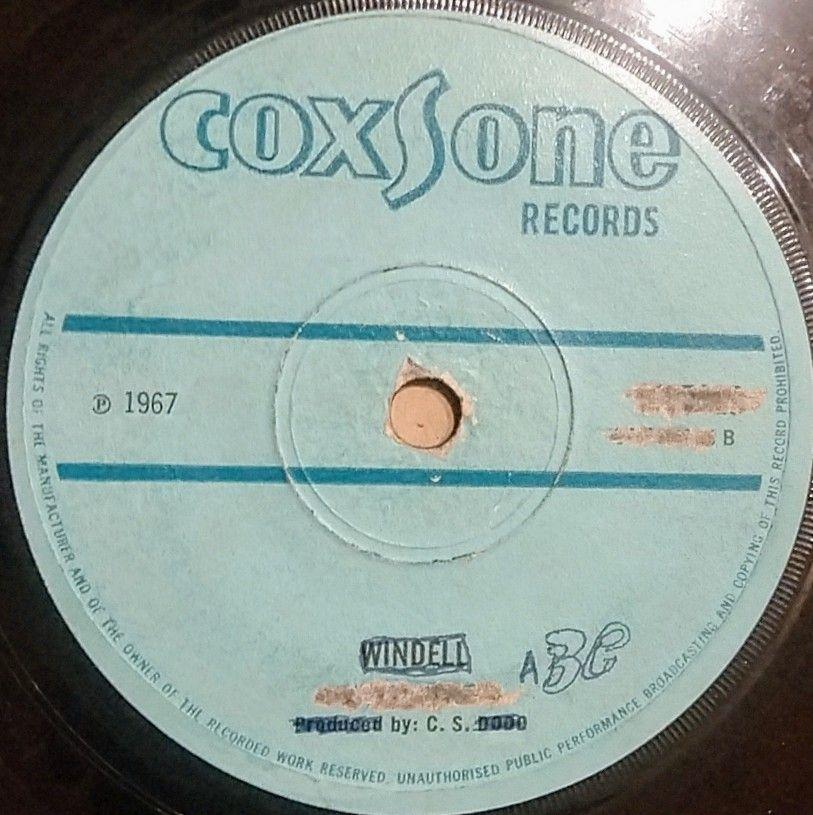 coxsone
RECORDS
℗ 1967
B
WINDELL
ABC
Produced by: C. S. DODD
ALL RIGHTS OF THE MANUFACTURER AND OF THE OWNER OF THE RECORDED WORK RESERVED. UNAUTHORISED PUBLIC PERFORMANCE BROADCASTING AND COPYING OF THIS RECORD PROHIBITED.